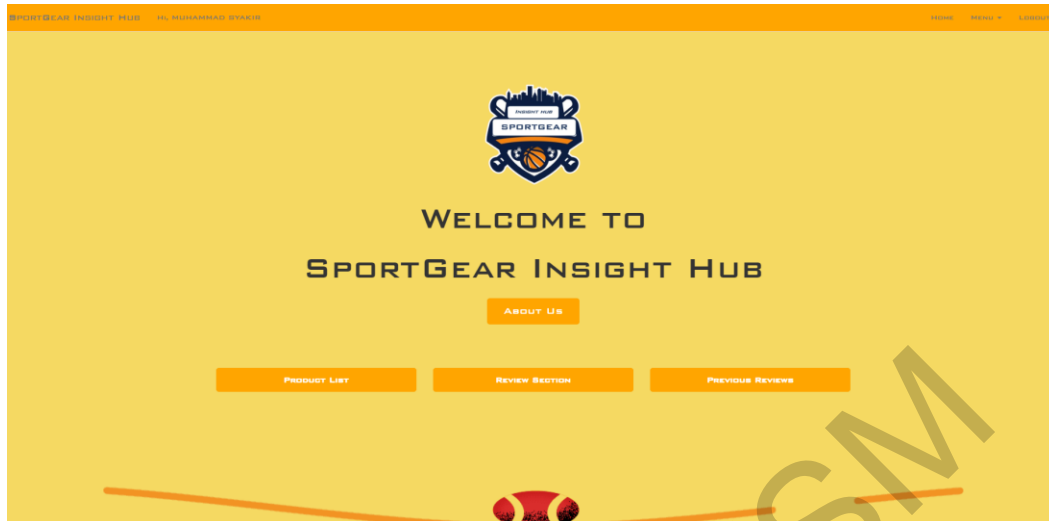 SportGear Insight Hub Hi, Muhammad Syakir Home Menu Logout
Insight Hub
SPORTGEAR
Welcome to
SportGear Insight Hub
About Us
Product List Review Section Previous Reviews
SM